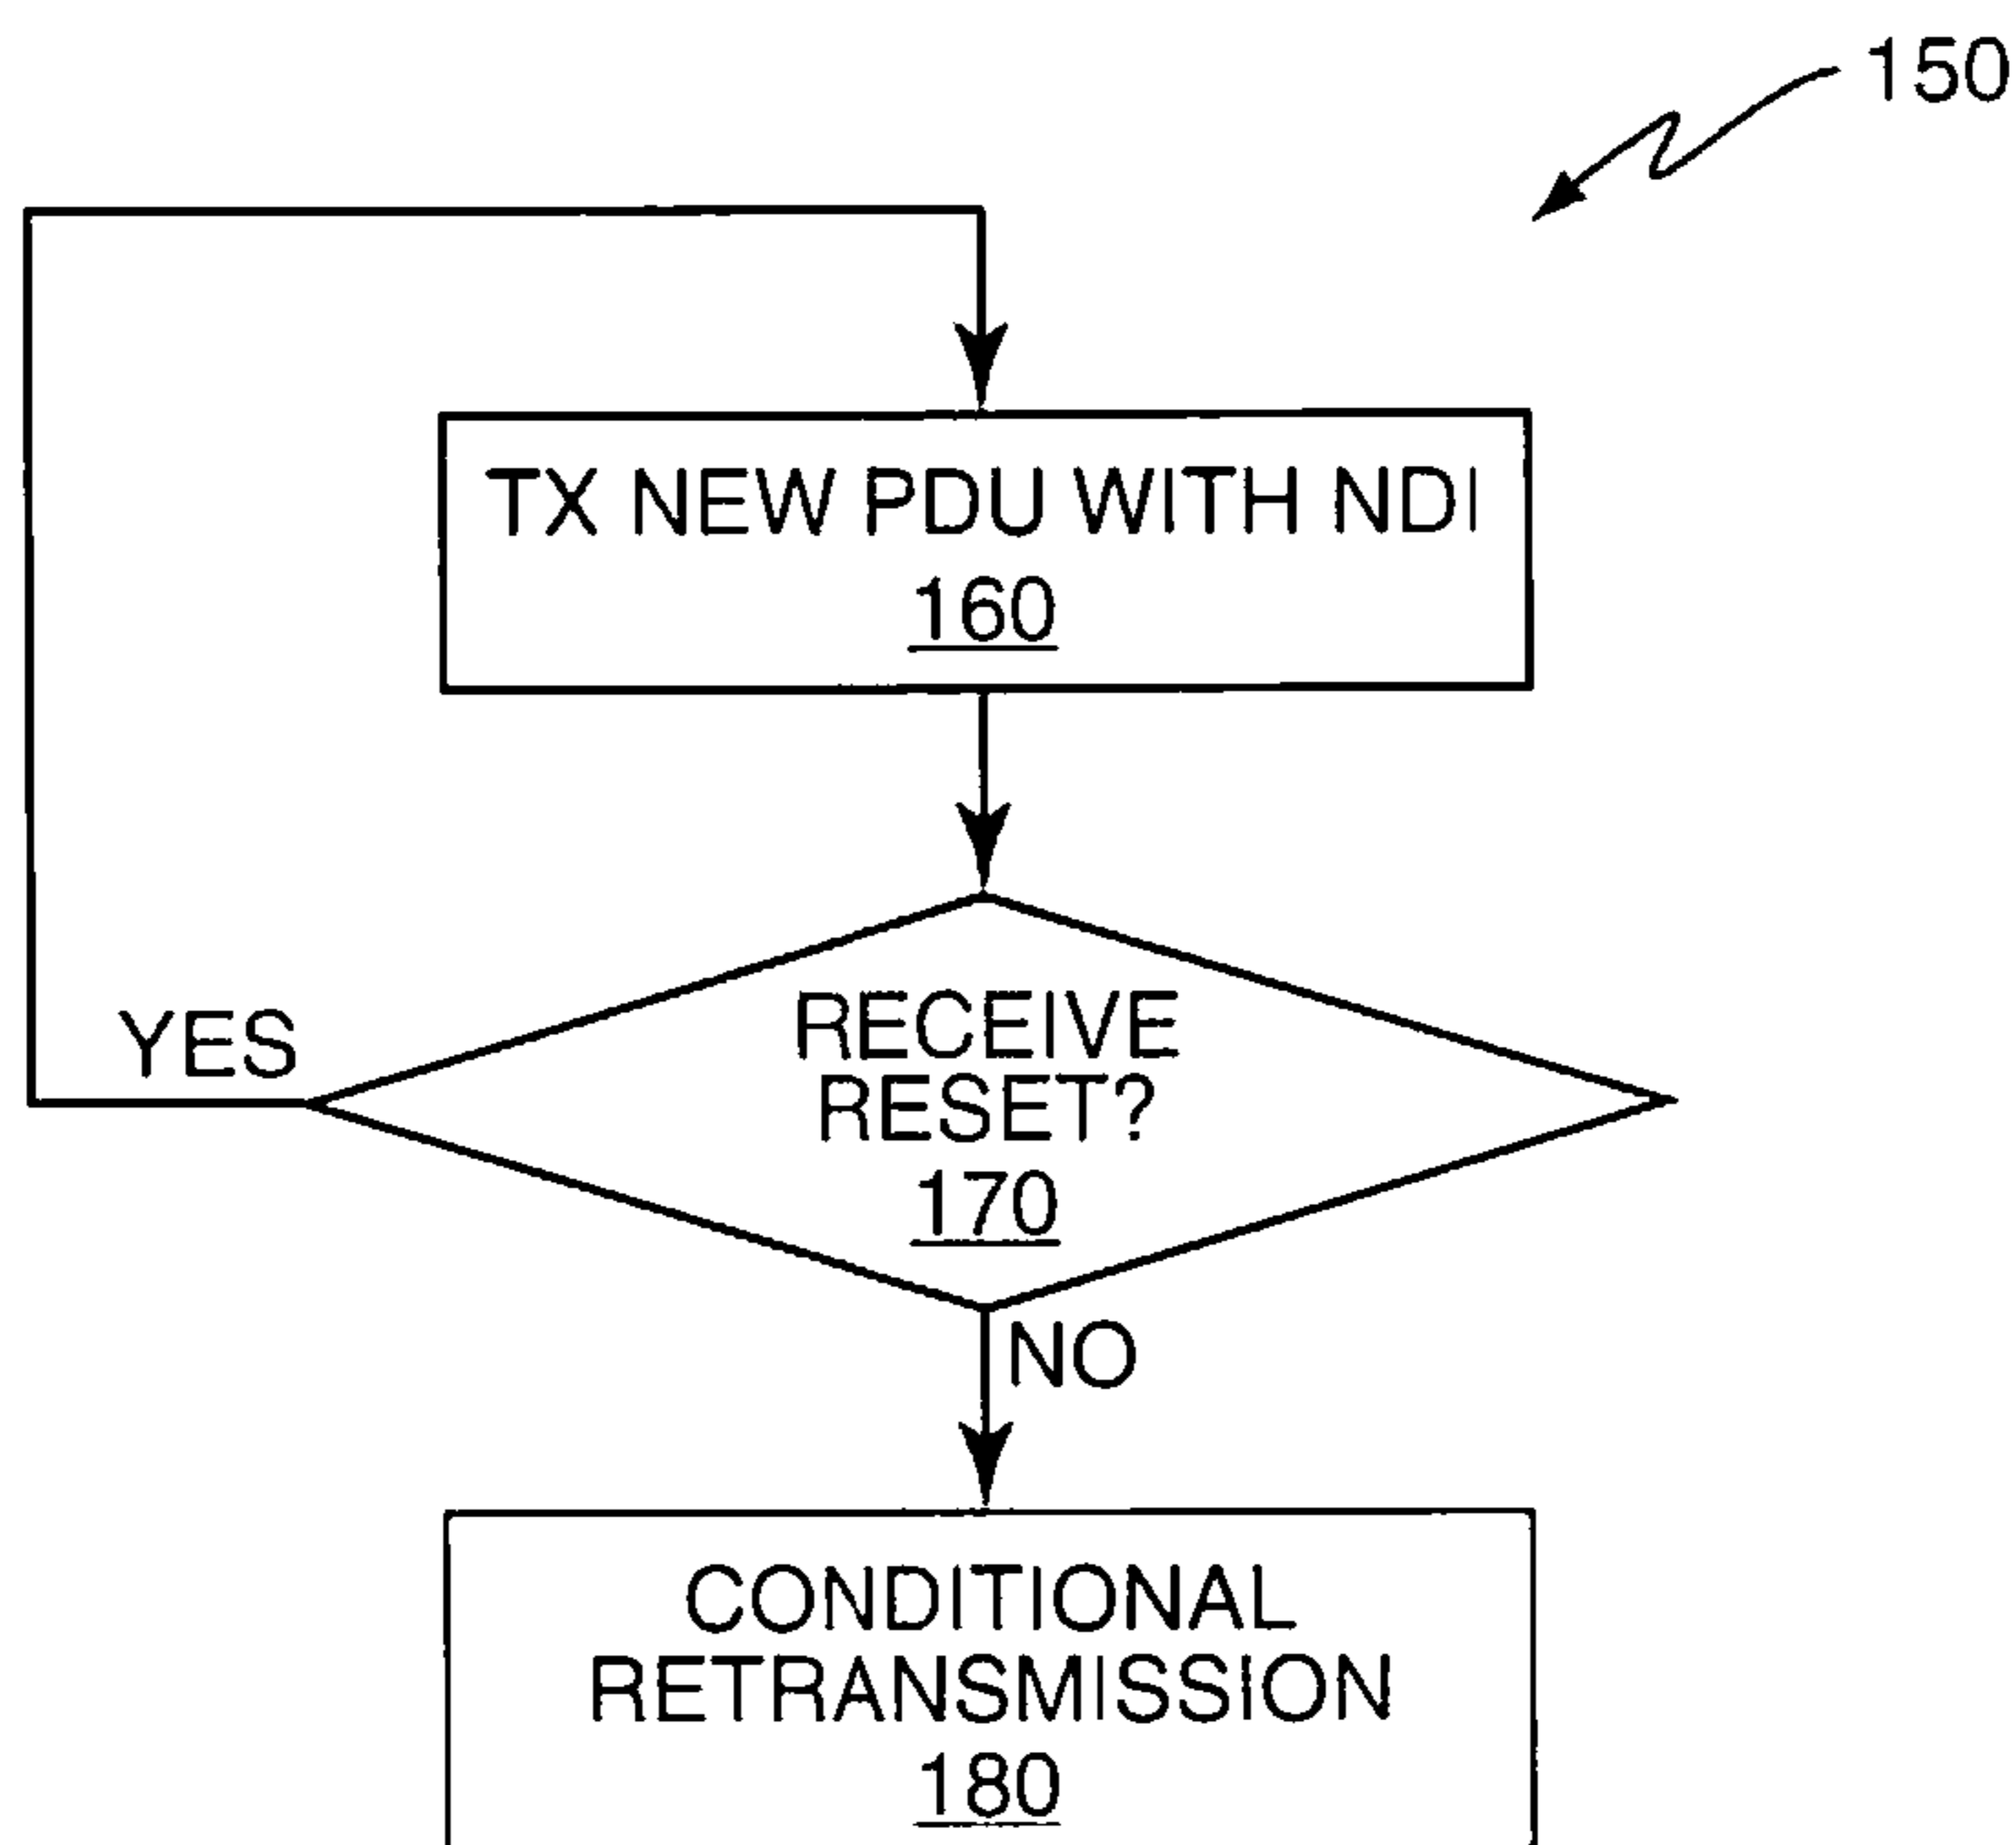 150
TX NEW PDU WITH NDI
160
RECEIVE
RESET?
170
YES
NO
CONDITIONAL
RETRANSMISSION
180